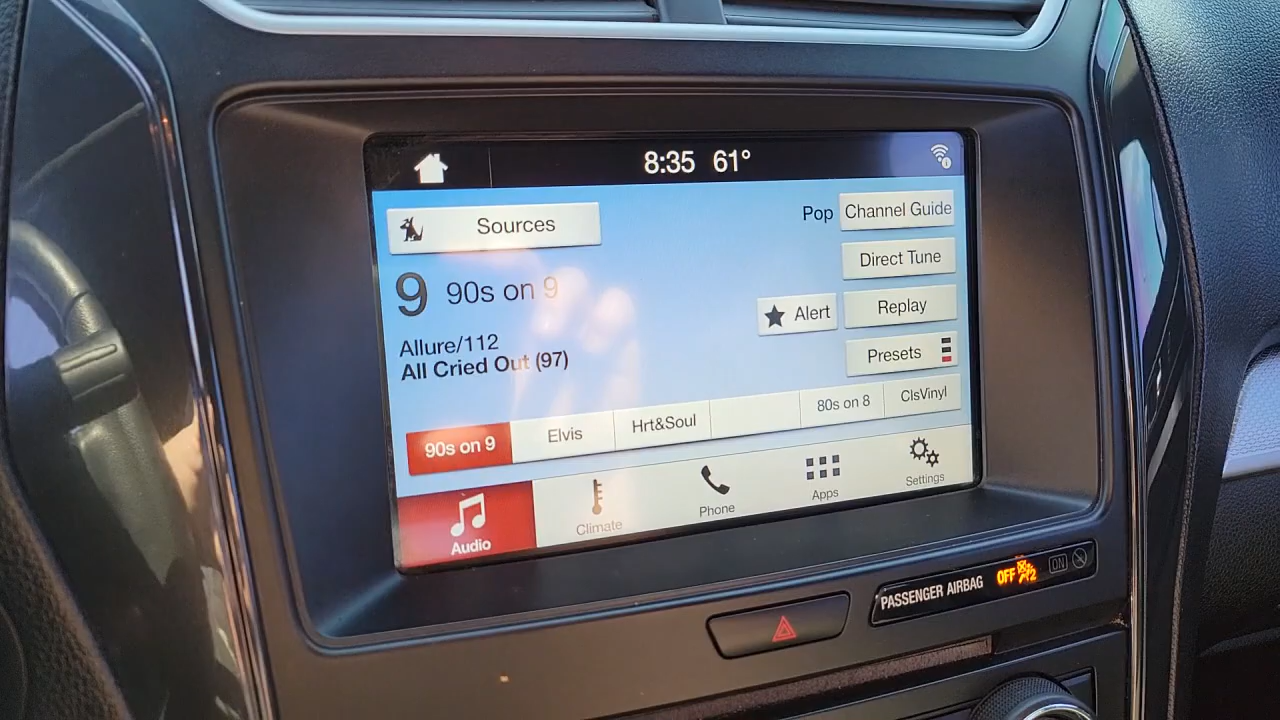 8:35 61°
Sources
Pop
Channel Guide
Direct Tune
9 90s on 9
Alert
Replay
Allure/112
All Cried Out (97)
Presets
90s on 9
Elvis
Hrt&Soul
80s on 8
ClsVinyl
Audio
Climate
Phone
Apps
Settings
PASSENGER AIRBAG OFF 2 ON